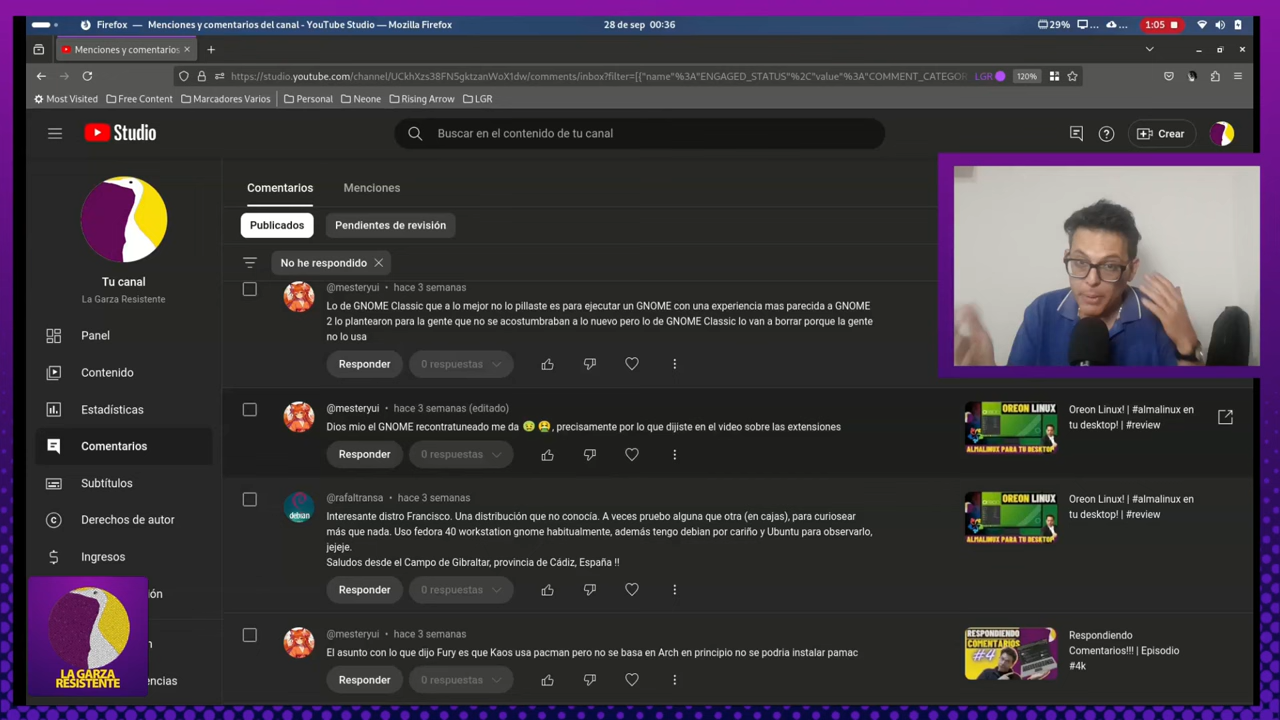 Firefox — Menciones y comentarios del canal - YouTube Studio — Mozilla Firefox
28 de sep 00:36
29%
1:05
Menciones y comentarios
https://studio.youtube.com/channel/UCkhXzs38FN5gktzanWoX1dw/comments/inbox?filter=[{"name"%3A"ENGAGED_STATUS"%2C"value"%3A"COMMENT_CATEGOR
LGR
120%
Most Visited
Free Content
Marcadores Varios
Personal
Neone
Rising Arrow
LGR
Studio
Buscar en el contenido de tu canal
Crear
Comentarios
Menciones
Publicados
Pendientes de revisión
No he respondido
Tu canal
La Garza Resistente
Panel
Contenido
Estadísticas
Comentarios
Subtítulos
Derechos de autor
Ingresos
@mesteryui • hace 3 semanas
Lo de GNOME Classic que a lo mejor no lo pillaste es para ejecutar un GNOME con una experiencia mas parecida a GNOME
2 lo plantearon para la gente que no se acostumbraban a lo nuevo pero lo de GNOME Classic lo van a borrar porque la gente
no lo usa
Responder
0 respuestas
@mesteryui • hace 3 semanas (editado)
Dios mio el GNOME recontratuneado me da 🤢🤮, precisamente por lo que dijiste en el video sobre las extensiones
Responder
0 respuestas
OREON LINUX
ALMALINUX PARA TU DESKTOP
Oreon Linux! | #almalinux en
tu desktop! | #review
debian
@rafaltransa • hace 3 semanas
Interesante distro Francisco. Una distribución que no conocía. A veces pruebo alguna que otra (en cajas), para curiosear
más que nada. Uso fedora 40 workstation gnome habitualmente, además tengo debian por cariño y Ubuntu para observarlo,
jejeje.
Saludos desde el Campo de Gibraltar, provincia de Cádiz, España !!
Responder
0 respuestas
OREON LINUX
ALMALINUX PARA TU DESKTOP
Oreon Linux! | #almalinux en
tu desktop! | #review
@mesteryui • hace 3 semanas
El asunto con lo que dijo Fury es que Kaos usa pacman pero no se basa en Arch en principio no se podria instalar pamac
Responder
0 respuestas
RESPONDIENDO
COMENTARIOS
#4
Respondiendo
Comentarios!!! | Episodio
#4k
LA GARZA
RESISTENTE
ión
encias